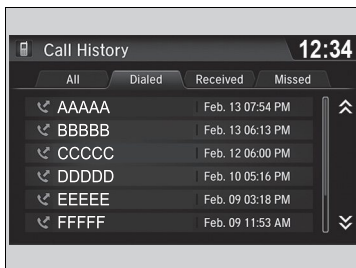 Call History 12:34
All Dialed Received Missed
AAAAA Feb. 13 07:54 PM
BBBBB Feb. 13 06:13 PM
CCCCC Feb. 12 06:00 PM
DDDDD Feb. 10 05:16 PM
EEEEE Feb. 09 03:18 PM
FFFFF Feb. 09 11:53 AM